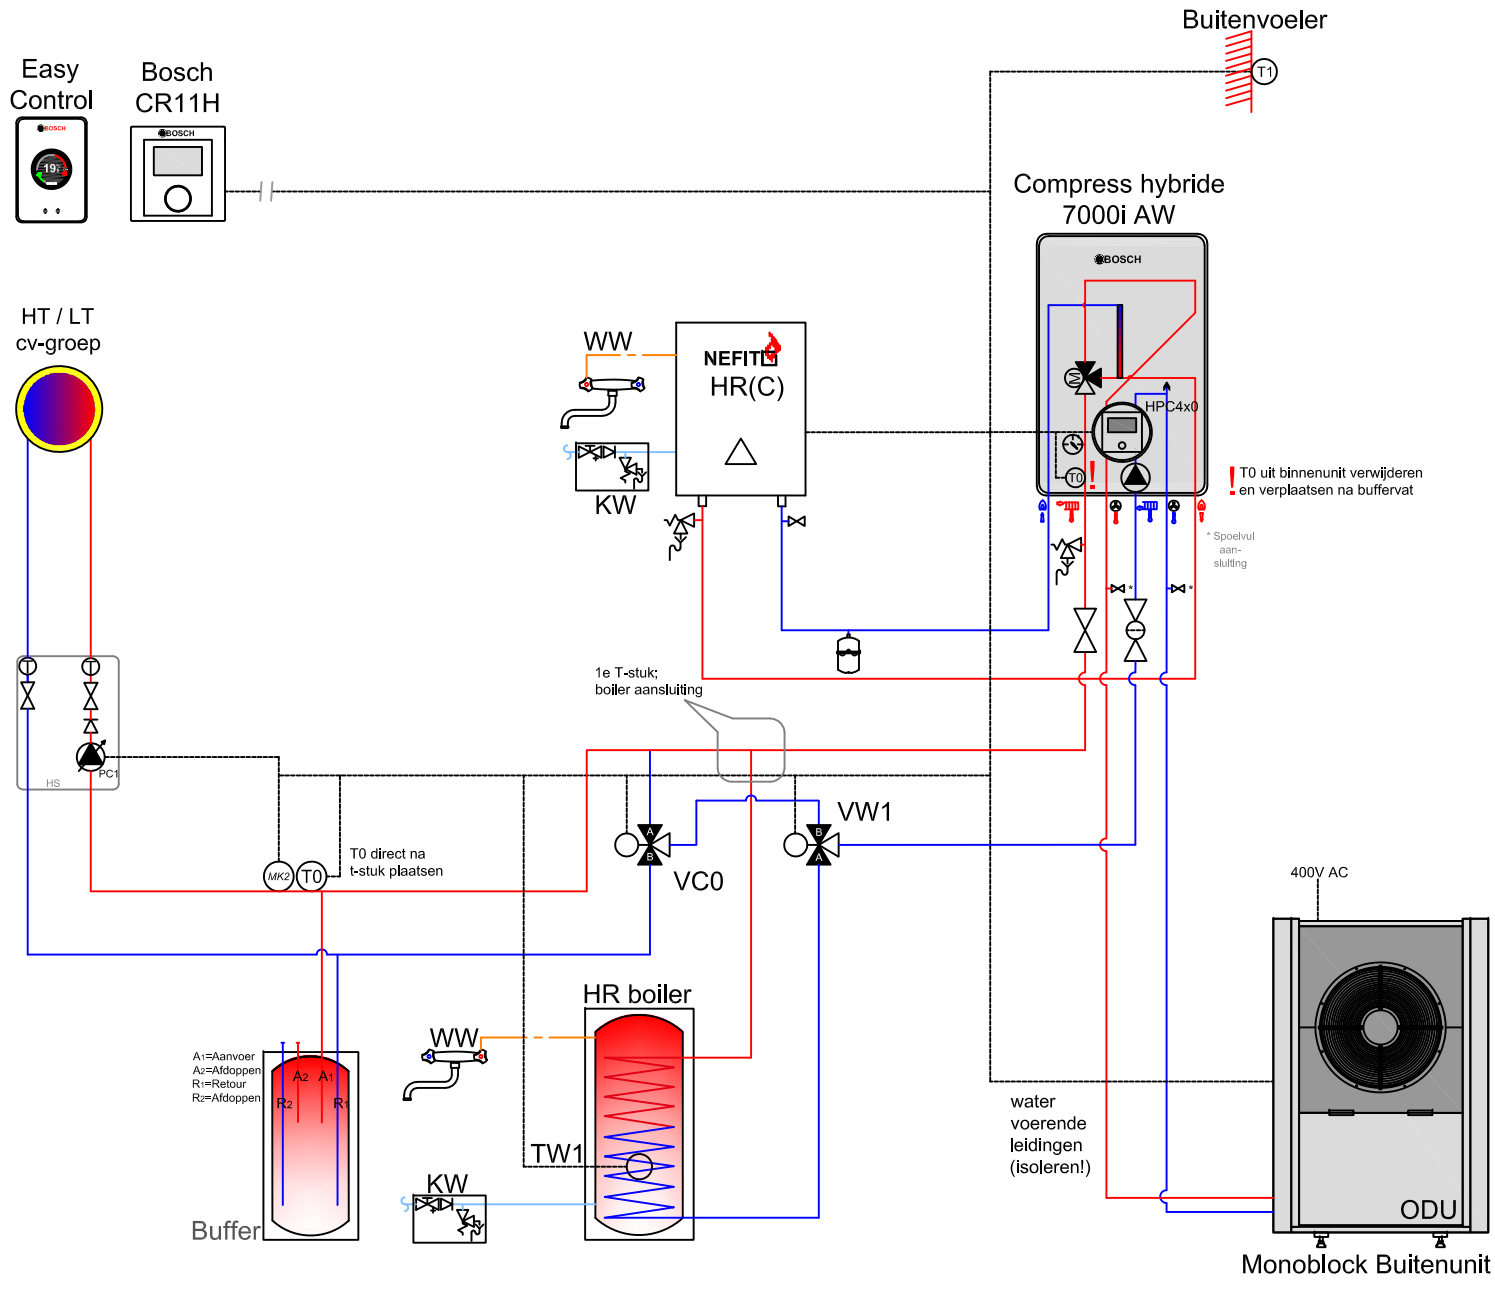 Buitenvoeler
T1
Easy
Control
BOSCH
19
Bosch
CR11H
BOSCH
Compress hybride
7000i AW
BOSCH
M
HPC4x0
T0
!
! T0 uit binnenunit verwijderen
en verplaatsen na buffervat
* Spoelvul
aan-
sluiting
*
*
HT / LT
cv-groep
WW
NEFIT
HR(C)
KW
T
T
PC1
HS
1e T-stuk;
boiler aansluiting
A
B
VC0
B
A
VW1
MK2
T0
T0 direct na
t-stuk plaatsen
400V AC
HR boiler
WW
TW1
KW
A1=Aanvoer
A2=Afdoppen
R1=Retour
R2=Afdoppen
A2
A1
R2
R1
Buffer
water
voerende
leidingen
(isoleren!)
ODU
Monoblock Buitenunit